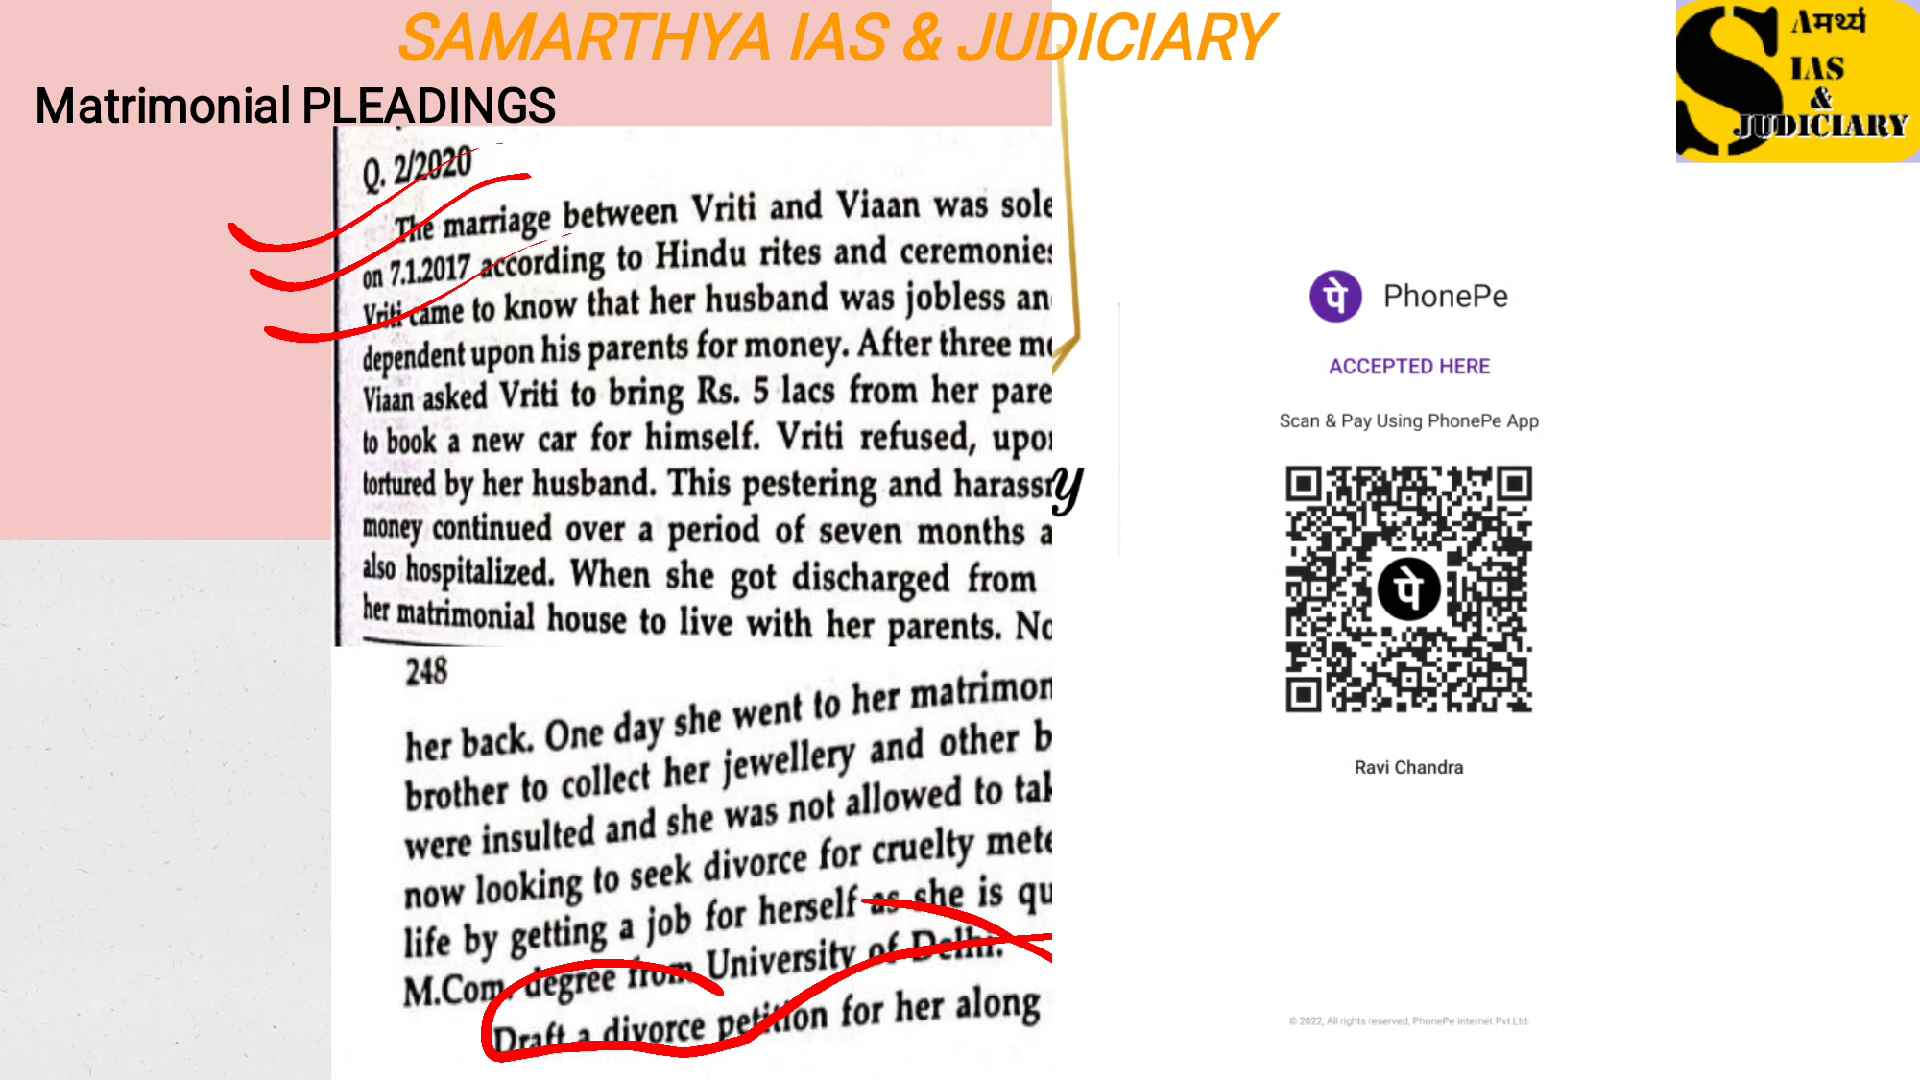 SAMARTHYA IAS & JUDICIARY
Aमर्थ्य
IAS
&
JUDICIARY
Matrimonial PLEADINGS
Q. 2/2020
The marriage between Vriti and Viaan was sole
on 7.1.2017 according to Hindu rites and ceremonies
Vriti came to know that her husband was jobless an
dependent upon his parents for money. After three mo
Viaan asked Vriti to bring Rs. 5 lacs from her pare
to book a new car for himself. Vriti refused, upo
tortured by her husband. This pestering and harass
y
money continued over a period of seven months a
also hospitalized. When she got discharged from
her matrimonial house to live with her parents. No
248
her back. One day she went to her matrimon
brother to collect her jewellery and other b
were insulted and she was not allowed to tak
now looking to seek divorce for cruelty mete
life by getting a job for herself as she is qu
M.Com. degree from University of Delhi.
Draft a divorce petition for her along
पे PhonePe
ACCEPTED HERE
Scan & Pay Using PhonePe App
पे
Ravi Chandra
© 2022, All rights reserved, PhonePe Internet Pvt Ltd.